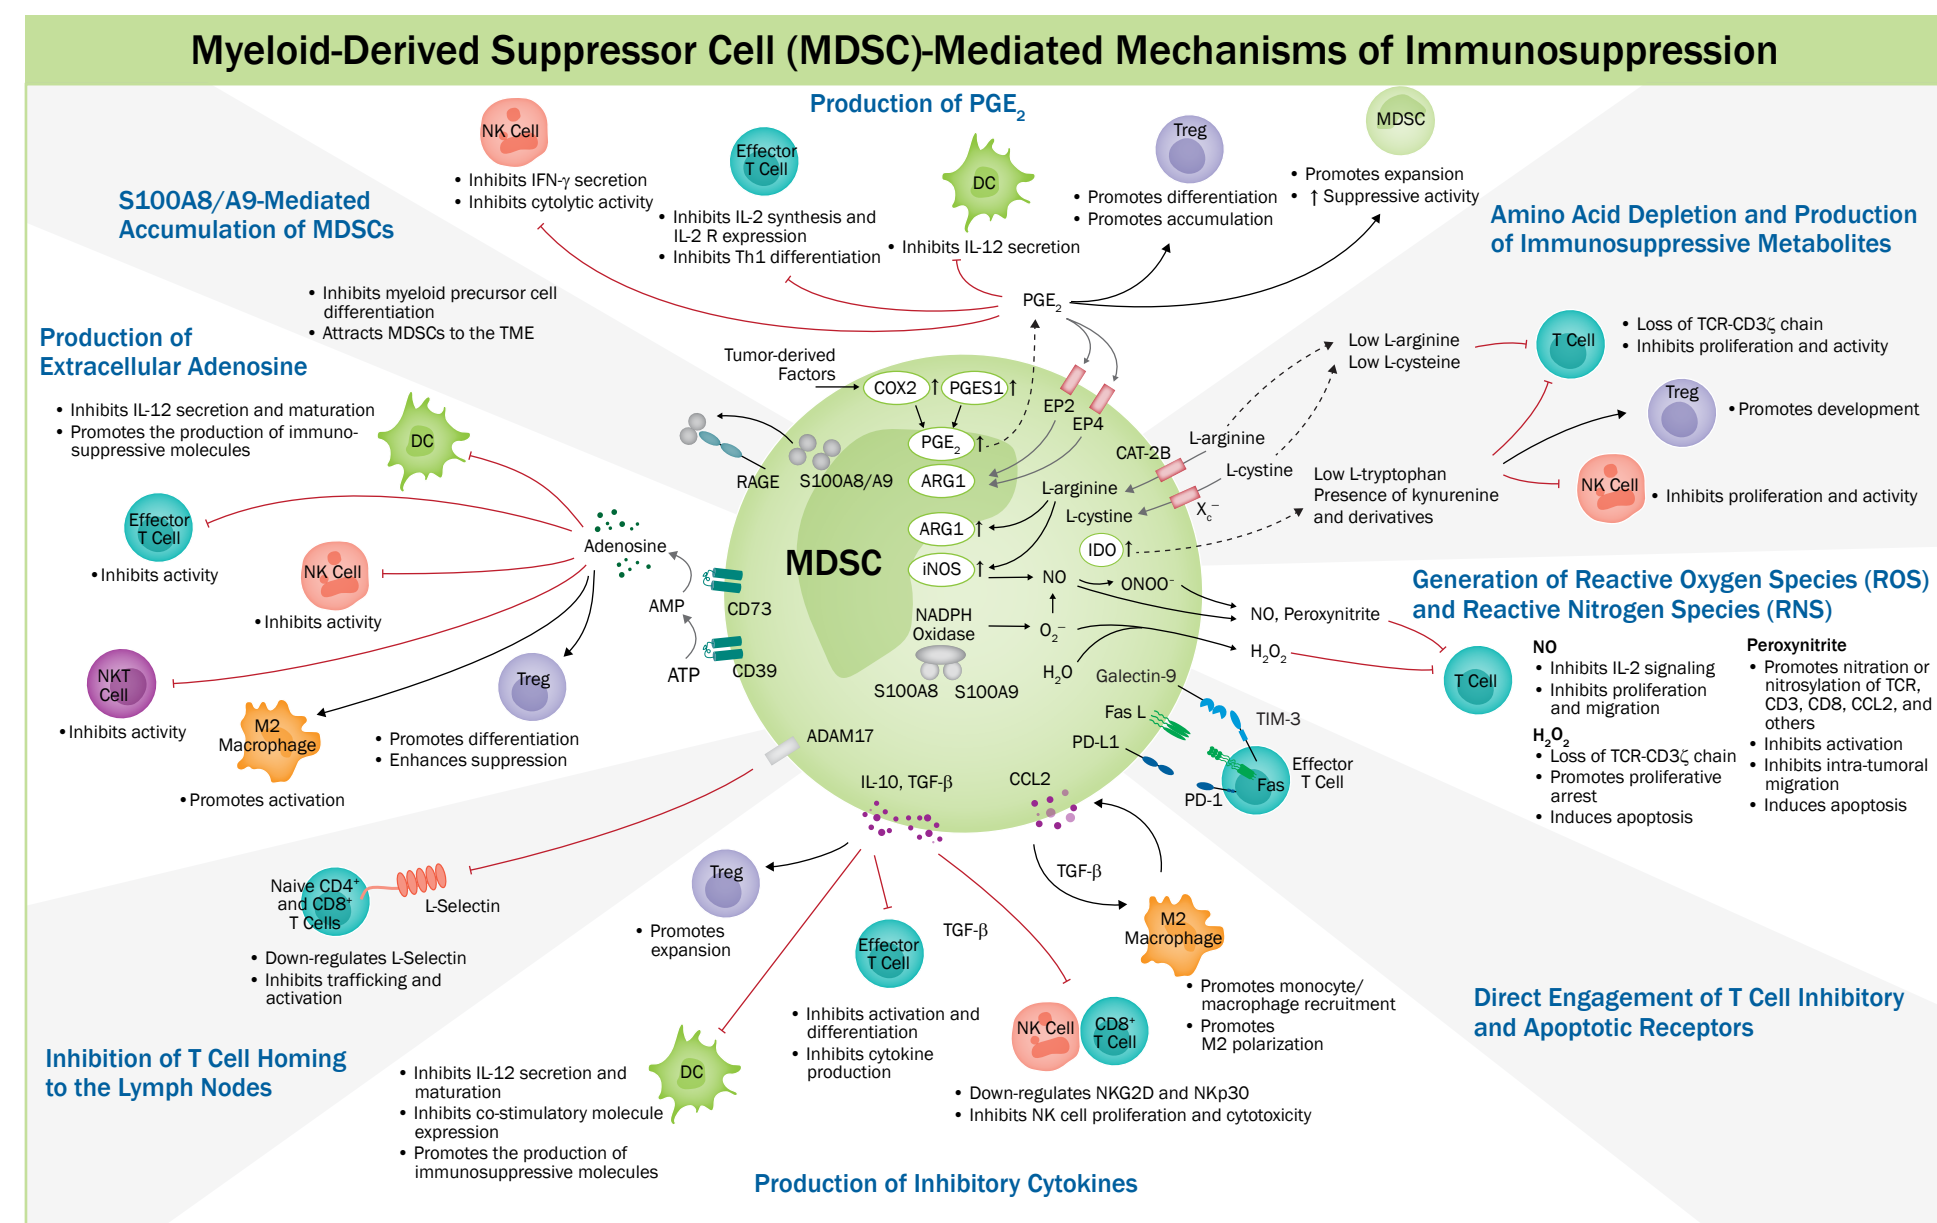 Myeloid-Derived Suppressor Cell (MDSC)-Mediated Mechanisms of Immunosuppression
Production of PGE₂
NK Cell
• Inhibits IFN-γ secretion
• Inhibits cytolytic activity
Effector
T Cell
• Inhibits IL-2 synthesis and
IL-2 R expression
• Inhibits Th1 differentiation
DC
• Inhibits IL-12 secretion
Treg
• Promotes differentiation
• Promotes accumulation
MDSC
• Promotes expansion
• ↑ Suppressive activity
PGE₂
S100A8/A9-Mediated
Accumulation of MDSCs
• Inhibits myeloid precursor cell
differentiation
• Attracts MDSCs to the TME
RAGE
S100A8/A9
Tumor-derived
Factors
COX2 ↑
PGES1 ↑
PGE₂ ↑
ARG1
EP2
EP4
Amino Acid Depletion and Production
of Immunosuppressive Metabolites
Low L-arginine
Low L-cysteine
T Cell
• Loss of TCR-CD3ζ chain
• Inhibits proliferation and activity
Treg
• Promotes development
NK Cell
• Inhibits proliferation and activity
Low L-tryptophan
Presence of kynurenine
and derivatives
CAT-2B
L-arginine
L-cystine
Xc⁻
L-arginine
L-cystine
ARG1 ↑
iNOS ↑
IDO ↑
MDSC
Production of
Extracellular Adenosine
• Inhibits IL-12 secretion and maturation
• Promotes the production of immuno-
suppressive molecules
DC
Effector
T Cell
• Inhibits activity
NK Cell
• Inhibits activity
NKT
Cell
• Inhibits activity
M2
Macrophage
• Promotes activation
Treg
• Promotes differentiation
• Enhances suppression
Adenosine
AMP
ATP
CD73
CD39
NO
ONOO⁻
NADPH
Oxidase
O₂⁻
H₂O
S100A8
S100A9
NO, Peroxynitrite
H₂O₂
Generation of Reactive Oxygen Species (ROS)
and Reactive Nitrogen Species (RNS)
T Cell
NO
• Inhibits IL-2 signaling
• Inhibits proliferation
and migration
H₂O₂
• Loss of TCR-CD3ζ chain
• Promotes proliferative
arrest
• Induces apoptosis
Peroxynitrite
• Promotes nitration or
nitrosylation of TCR,
CD3, CD8, CCL2, and
others
• Inhibits activation
• Inhibits intra-tumoral
migration
• Induces apoptosis
Galectin-9
TIM-3
Fas L
Fas
PD-L1
PD-1
Effector
T Cell
Direct Engagement of T Cell Inhibitory
and Apoptotic Receptors
ADAM17
Naive CD4⁺
and CD8⁺
T Cells
L-Selectin
• Down-regulates L-Selectin
• Inhibits trafficking and
activation
Inhibition of T Cell Homing
to the Lymph Nodes
IL-10, TGF-β
CCL2
Treg
• Promotes
expansion
Effector
T Cell
• Inhibits activation and
differentiation
• Inhibits cytokine
production
TGF-β
TGF-β
M2
Macrophage
• Promotes monocyte/
macrophage recruitment
• Promotes
M2 polarization
NK Cell
CD8⁺
T Cell
• Down-regulates NKG2D and NKp30
• Inhibits NK cell proliferation and cytotoxicity
DC
• Inhibits IL-12 secretion and
maturation
• Inhibits co-stimulatory molecule
expression
• Promotes the production of
immunosuppressive molecules
Production of Inhibitory Cytokines